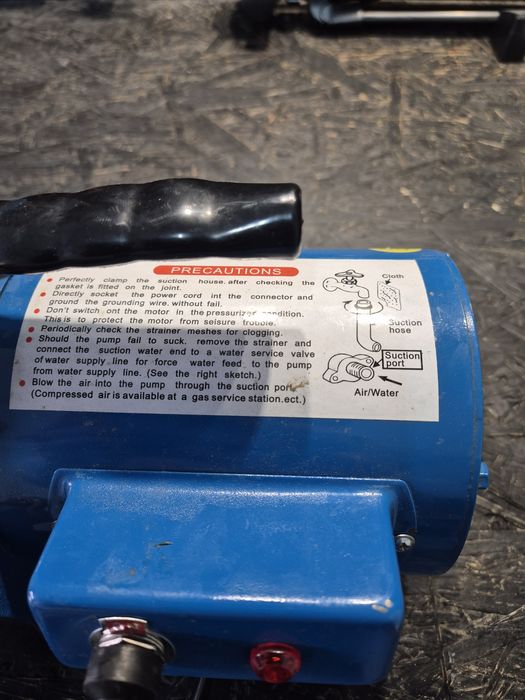 PRECAUTIONS
Perfectly clamp the suction house.after checking the
gasket is fitted on the joint.
Directly socket the power cord int the connector and
ground the grounding wire. without fail.
Don't switch ont the motor in the pressurized condition.
This is to protect the motor from seisure trouble.
Periodically check the strainer meshes for clogging.
Should the pump fail to suck, remove the strainer and
connect the suction water end to a water service valve
of water supply line for force water feed to the pump
from water supply line. (See the right sketch.)
Blow the air into the pump through the suction port
(Compressed air is available at a gas service station.ect.)
Cloth
Suction
hose
Suction
port
Air/Water